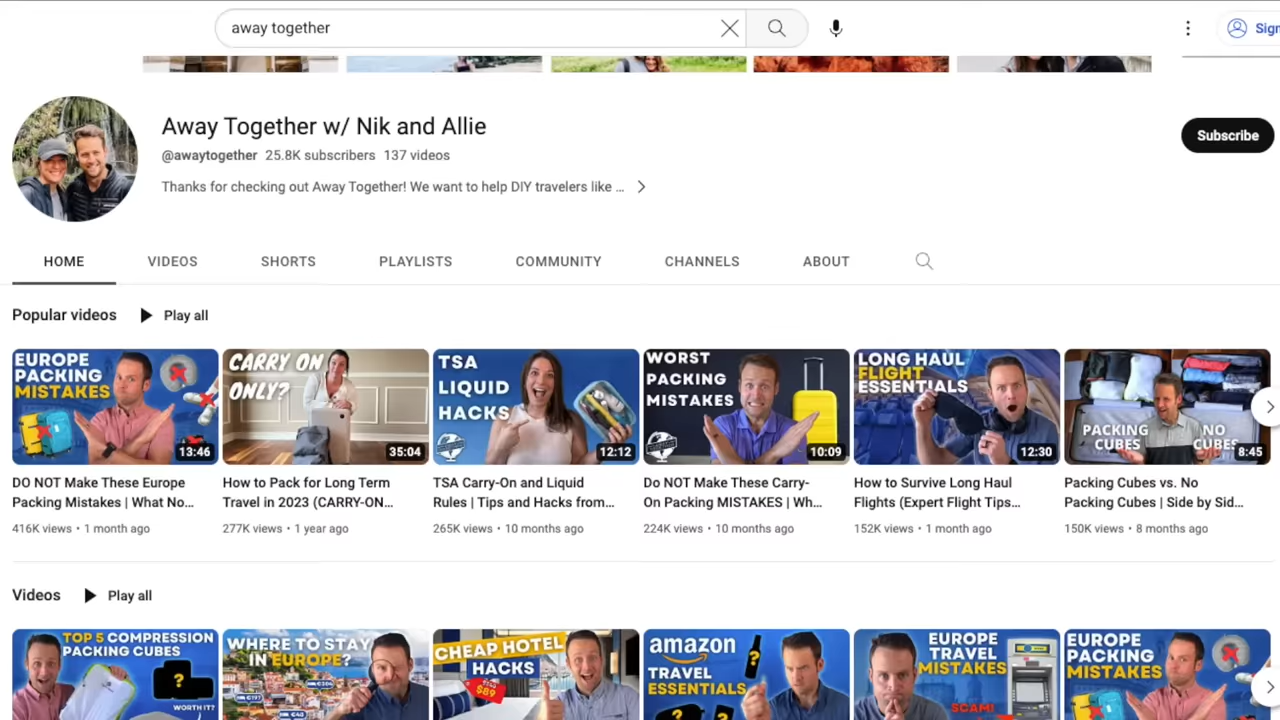 away together
Sign
Away Together w/ Nik and Allie
@awaytogether 25.8K subscribers 137 videos
Thanks for checking out Away Together! We want to help DIY travelers like ...
Subscribe
HOME VIDEOS SHORTS PLAYLISTS COMMUNITY CHANNELS ABOUT
Popular videos Play all
EUROPE
PACKING
MISTAKES
13:46
DO NOT Make These Europe
Packing Mistakes | What No...
416K views • 1 month ago
CARRY ON
ONLY?
35:04
How to Pack for Long Term
Travel in 2023 (CARRY-ON...
277K views • 1 year ago
TSA
LIQUID
HACKS
12:12
TSA Carry-On and Liquid
Rules | Tips and Hacks from...
265K views • 10 months ago
WORST
PACKING
MISTAKES
10:09
DO NOT Make These Carry-
On Packing MISTAKES | Wh...
224K views • 10 months ago
LONG HAUL
FLIGHT
ESSENTIALS
12:30
How to Survive Long Haul
Flights (Expert Flight Tips...
152K views • 1 month ago
PACKING
CUBES
NO
CUBES
8:45
Packing Cubes vs. No
Packing Cubes | Side by Sid...
150K views • 8 months ago
Videos Play all
TOP 5 COMPRESSION
PACKING CUBES
?
WORTH IT?
WHERE TO STAY
IN EUROPE?
CHEAP HOTEL
HACKS
$89
amazon
TRAVEL
ESSENTIALS
?
? ?
EUROPE
TRAVEL
MISTAKES
SCAM!
EUROPE
PACKING
MISTAKES